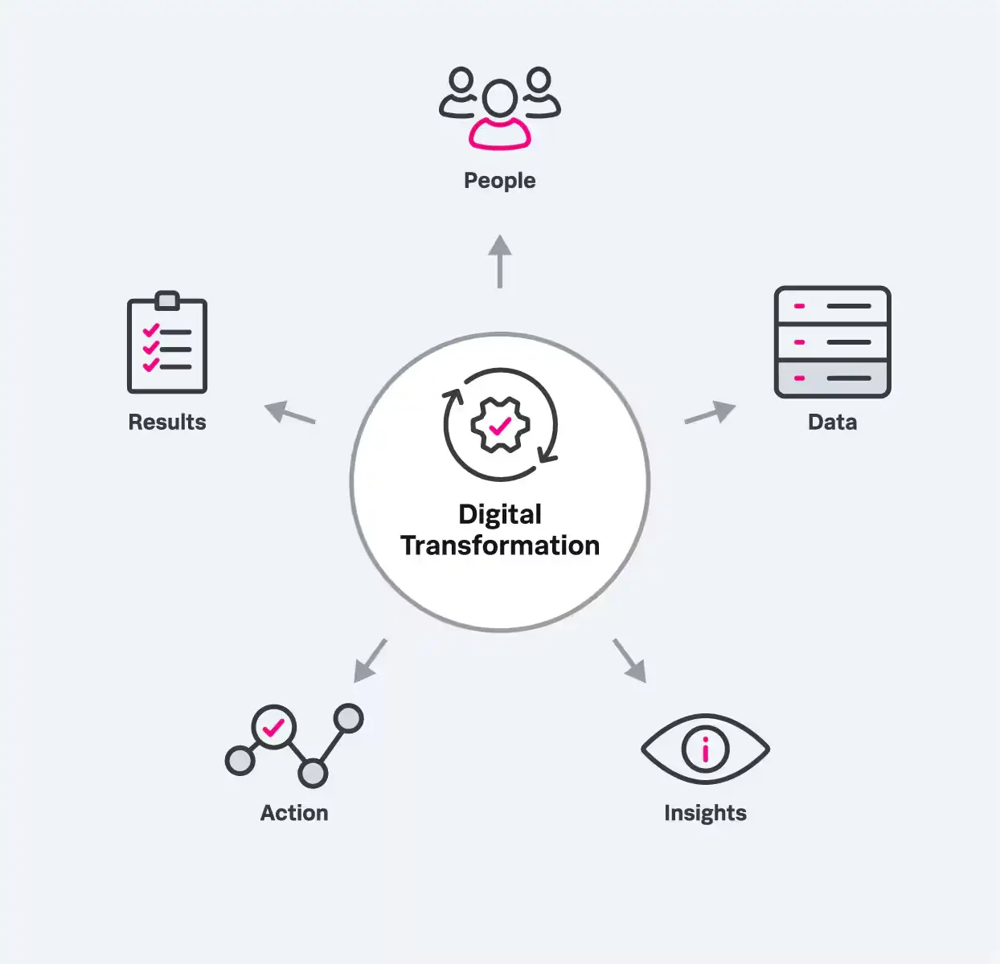 People
Results
Data
Digital
Transformation
Action
Insights